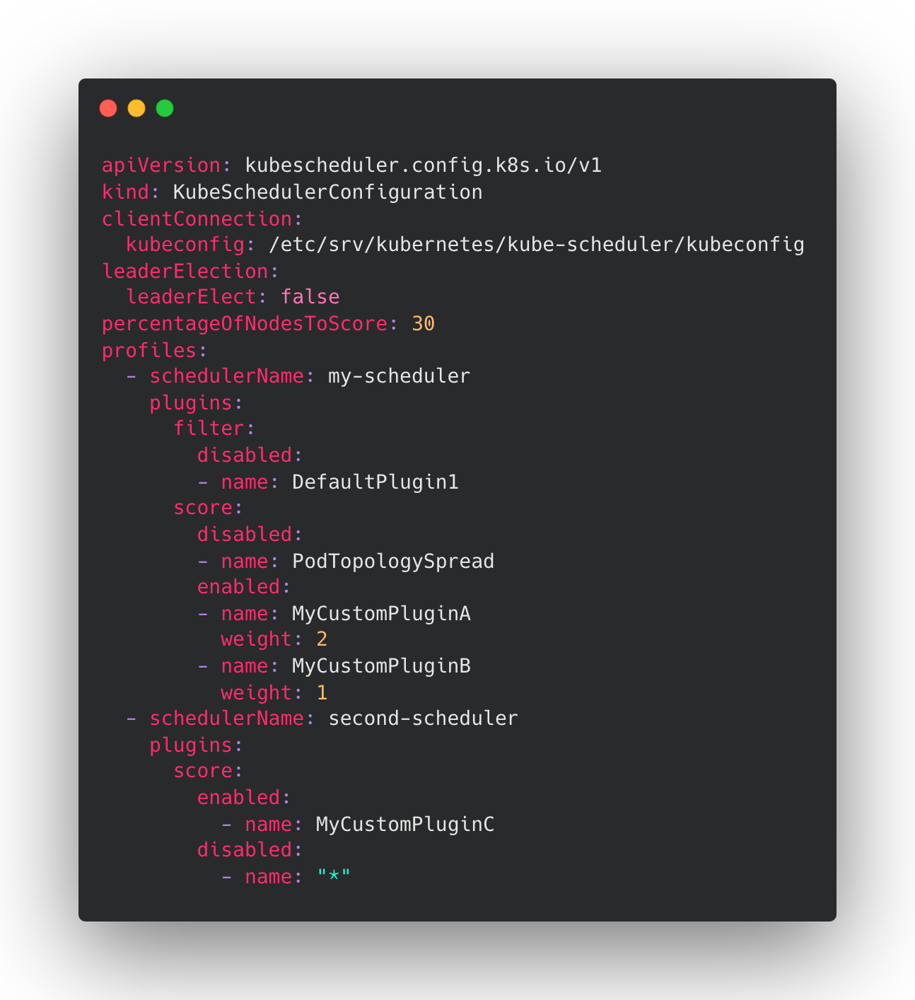 apiVersion: kubescheduler.config.k8s.io/v1
kind: KubeSchedulerConfiguration
clientConnection:
  kubeconfig: /etc/srv/kubernetes/kube-scheduler/kubeconfig
leaderElection:
  leaderElect: false
percentageOfNodesToScore: 30
profiles:
  - schedulerName: my-scheduler
    plugins:
      filter:
        disabled:
        - name: DefaultPlugin1
      score:
        disabled:
        - name: PodTopologySpread
        enabled:
        - name: MyCustomPluginA
          weight: 2
        - name: MyCustomPluginB
          weight: 1
  - schedulerName: second-scheduler
    plugins:
      score:
        enabled:
          - name: MyCustomPluginC
        disabled:
          - name: "*"